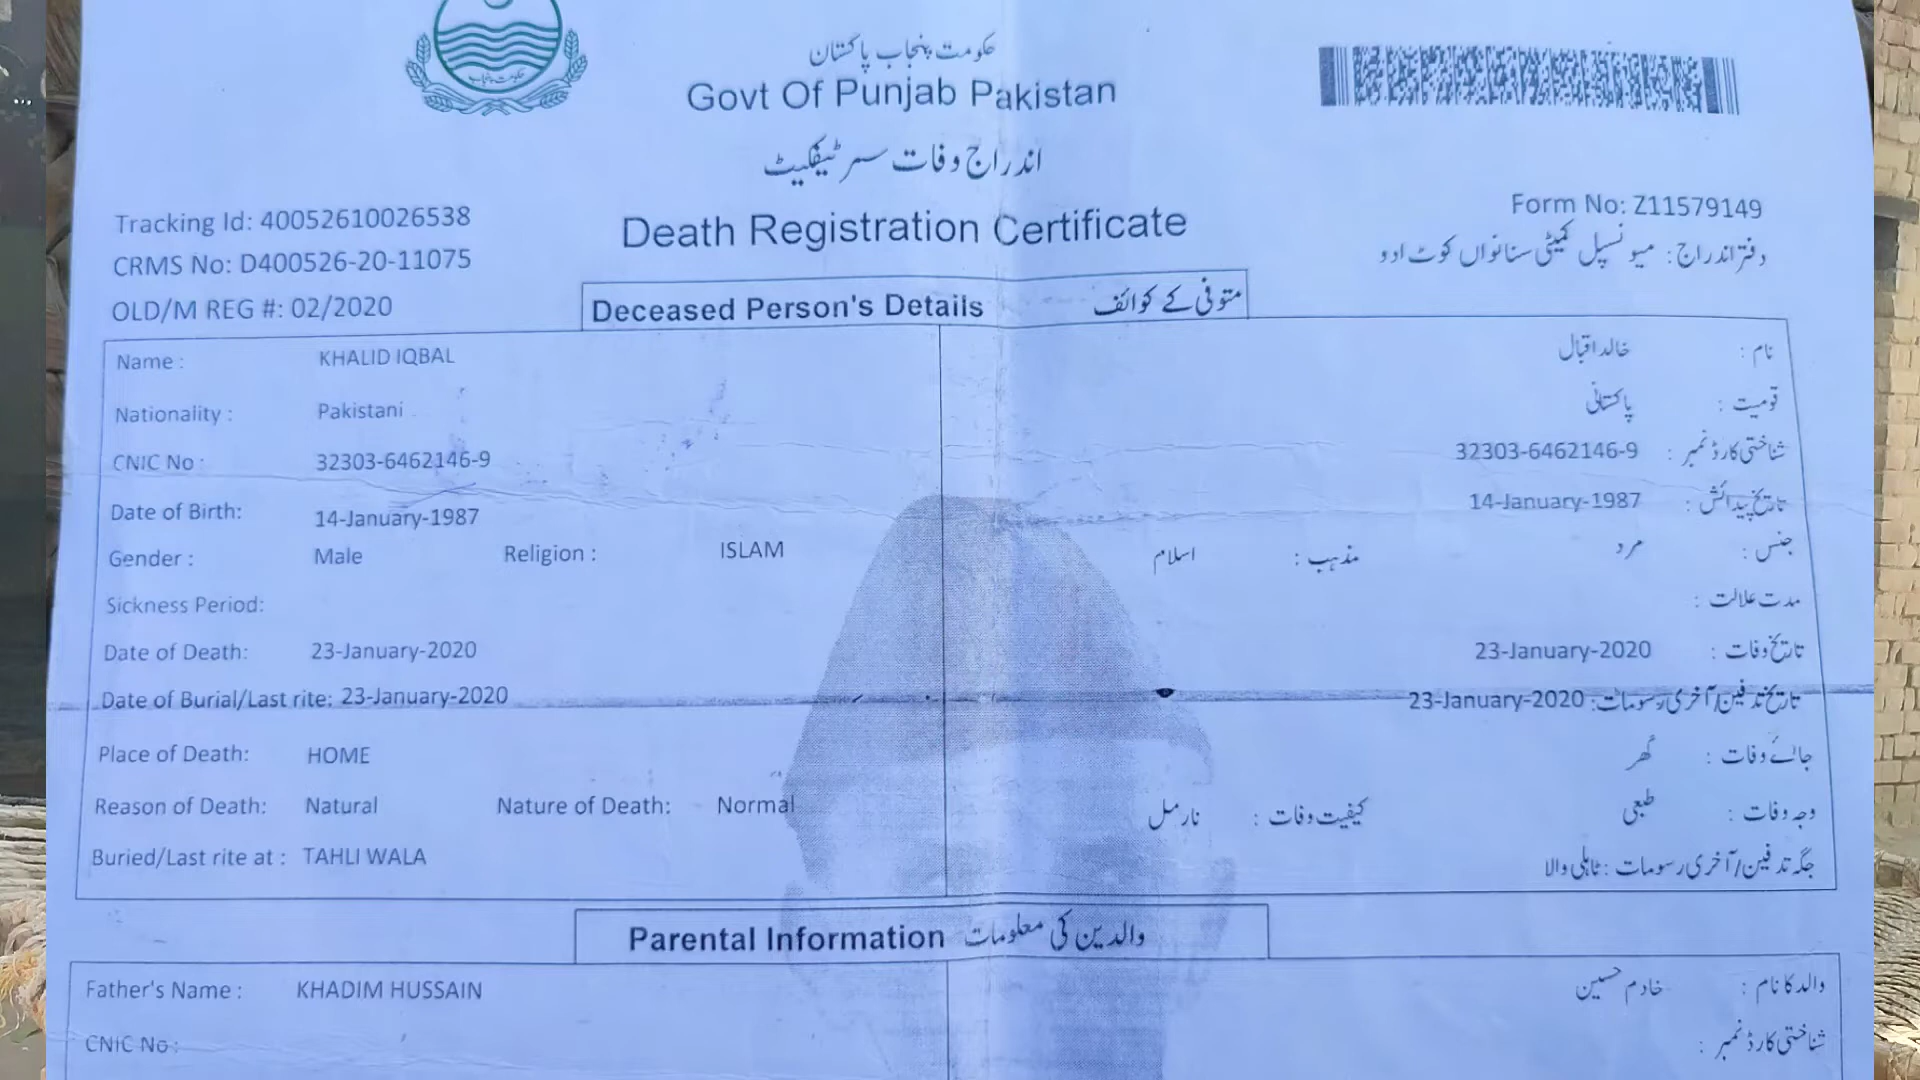 حکومت پنجاب
حکومت پنجاب پاکستان
Govt Of Punjab Pakistan
اندراج وفات سرٹیفکیٹ
Death Registration Certificate
Tracking Id: 40052610026538
CRMS No: D400526-20-11075
OLD/M REG #: 02/2020
Form No: Z11579149
دفتر اندراج: میونسپل کمیٹی سنانواں کوٹ ادو
Deceased Person's Details متوفی کے کوائف
Name : KHALID IQBAL نام : خالد اقبال
Nationality : Pakistani قومیت : پاکستانی
CNIC No : 32303-6462146-9 شناختی کارڈ نمبر : 32303-6462146-9
Date of Birth: 14-January-1987 تاریخ پیدائش : 14-January-1987
Gender : Male Religion : ISLAM جنس : مرد مذہب : اسلام
Sickness Period: مدت علالت :
Date of Death: 23-January-2020 تاریخ وفات : 23-January-2020
Date of Burial/Last rite: 23-January-2020 تاریخ تدفین/آخری رسومات: 23-January-2020
Place of Death: HOME جائے وفات : گھر
Reason of Death: Natural Nature of Death: Normal وجہ وفات : طبعی کیفیت وفات : نارمل
Buried/Last rite at : TAHLI WALA جگہ تدفین/آخری رسومات : ٹاہلی والا
Parental Information والدین کی معلومات
Father's Name : KHADIM HUSSAIN والد کا نام : خادم حسین
CNIC No : شناختی کارڈ نمبر :